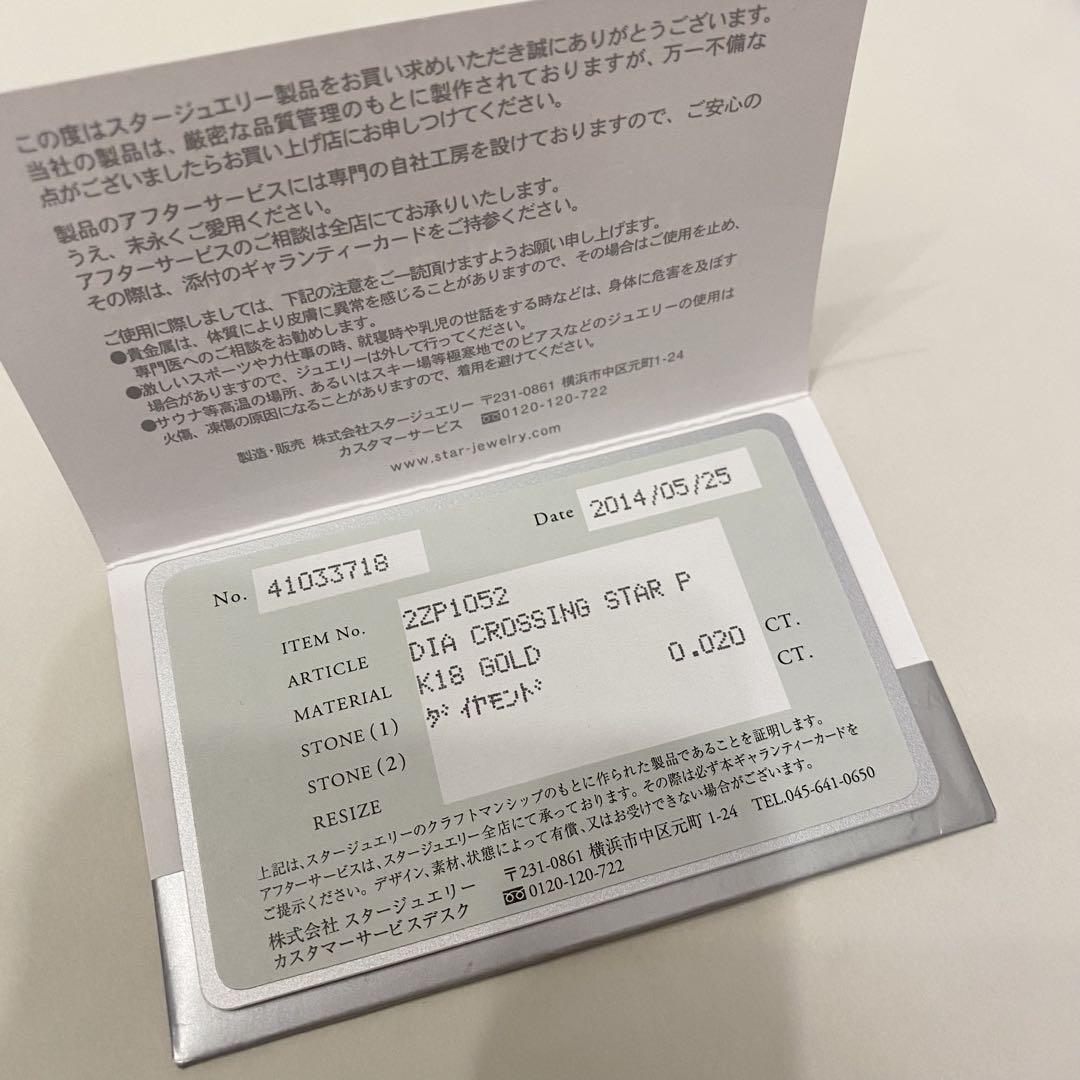 この度はスタージュエリー製品をお買い求めいただき誠にありがとうございます。
当社の製品は、厳密な品質管理のもとに製作されておりますが、万一不備な
点がございましたらお買い上げ店にお申しつけてください。
製品のアフターサービスには専門の自社工房を設けておりますので、ご安心の
うえ、末永くご愛用ください。
アフターサービスのご相談は全店にてお承りいたします。
その際は、添付のギャランティーカードをご持参ください。
ご使用に際しましては、下記の注意をご一読頂けますようお願い申し上げます。
●貴金属は、体質により皮膚に異常を感じることがありますので、その場合はご使用を止め、
専門医へのご相談をお勧めします。
●激しいスポーツや力仕事の時、就寝時や乳児の世話をする時などは、身体に危害を及ぼす
場合がありますので、ジュエリーは外して行ってください。
●サウナ等高温の場所、あるいはスキー場等極寒地でのピアスなどのジュエリーの使用は
火傷、凍傷の原因になることがありますので、着用を避けてください。
製造・販売 株式会社スタージュエリー 〒231-0861 横浜市中区元町1-24
カスタマーサービス 0120-120-722
www.star-jewelry.com
Date 2014/05/25
No. 41033718
ITEM No. 2ZP1052
ARTICLE DIA CROSSING STAR P
MATERIAL K18 GOLD
STONE(1) ダイヤモンド 0.020 CT.
STONE(2) CT.
RESIZE
上記は、スタージュエリーのクラフトマンシップのもとに作られた製品であることを証明します。
アフターサービスは、スタージュエリー全店にて承っております。その際は必ず本ギャランティーカードを
ご提示ください。デザイン、素材、状態によって有償、又はお受けできない場合がございます。
株式会社 スタージュエリー 〒231-0861 横浜市中区元町 1-24 TEL.045-641-0650
カスタマーサービスデスク 0120-120-722